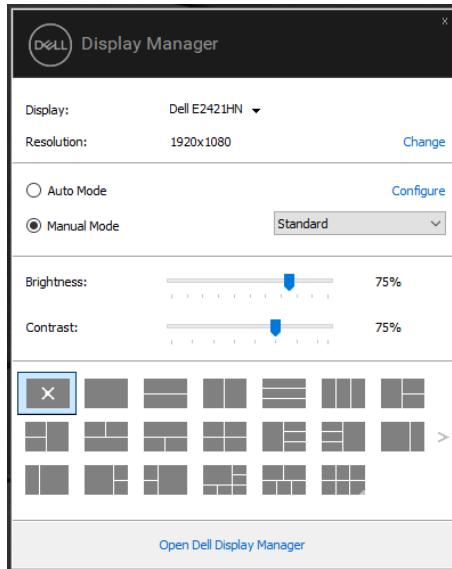 x
DELL Display Manager
Display: Dell E2421HN
Resolution: 1920x1080 Change
Auto Mode Configure
Manual Mode Standard
Brightness: 75%
Contrast: 75%
Open Dell Display Manager